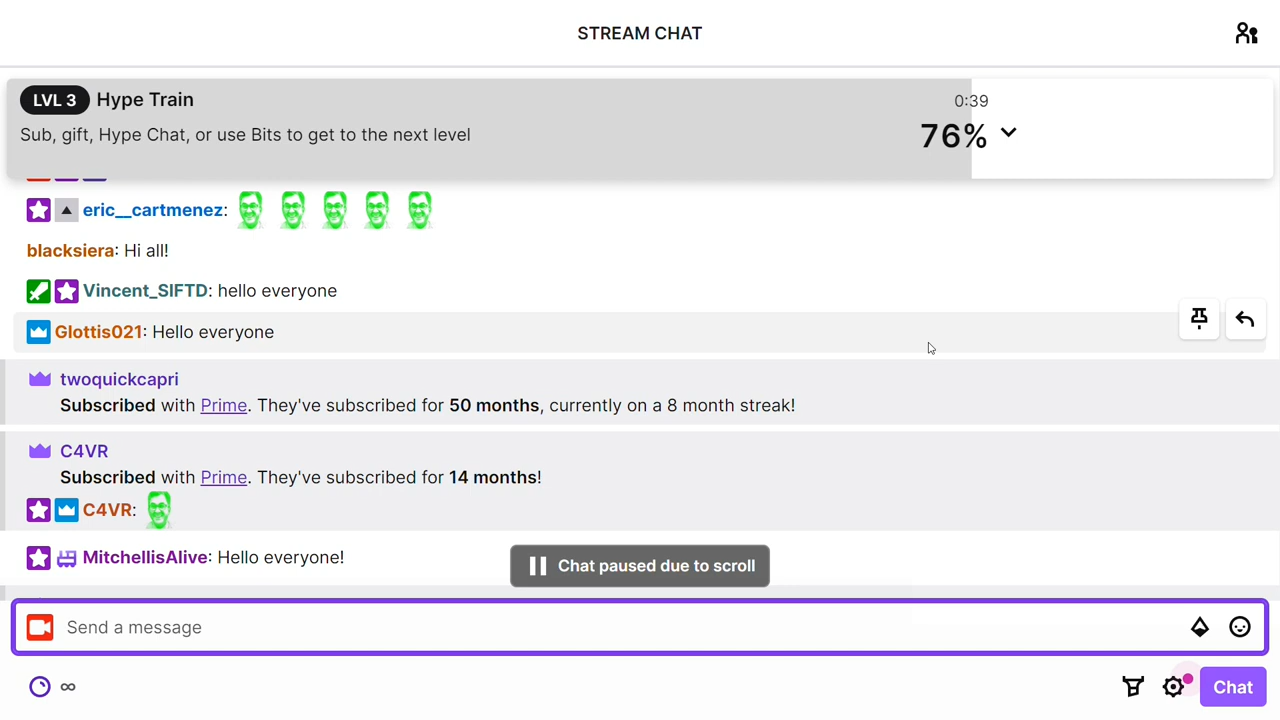 STREAM CHAT
LVL 3 Hype Train
0:39
Sub, gift, Hype Chat, or use Bits to get to the next level
76%
eric__cartmenez:
blacksiera: Hi all!
Vincent_SIFTD: hello everyone
Glottis021: Hello everyone
twoquickcapri
Subscribed with Prime. They've subscribed for 50 months, currently on a 8 month streak!
C4VR
Subscribed with Prime. They've subscribed for 14 months!
C4VR:
MitchellisAlive: Hello everyone!
Chat paused due to scroll
Send a message
∞
Chat